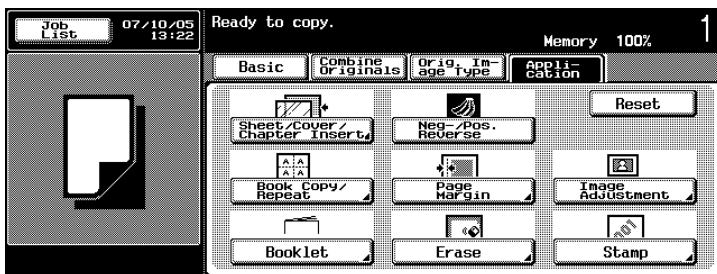 Job
List
07/10/05
13:22
Ready to copy.
1
Memory 100%
Basic
Combine
Originals
Orig. Im-
age Type
Appli-
cation
Reset
Sheet/Cover/
Chapter Insert
Neg-/Pos.
Reverse
A A
A A
Book Copy/
Repeat
Page
Margin
Image
Adjustment
Booklet
Erase
001
Stamp